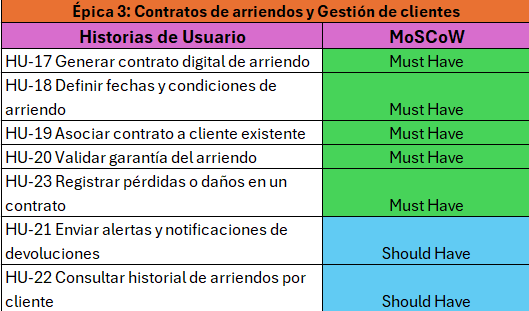 Épica 3: Contratos de arriendos y Gestión de clientes
Historias de Usuario MoSCoW
HU-17 Generar contrato digital de arriendo Must Have
HU-18 Definir fechas y condiciones de
arriendo Must Have
HU-19 Asociar contrato a cliente existente Must Have
HU-20 Validar garantía del arriendo Must Have
HU-23 Registrar pérdidas o daños en un
contrato Must Have
HU-21 Enviar alertas y notificaciones de
devoluciones Should Have
HU-22 Consultar historial de arriendos por
cliente Should Have